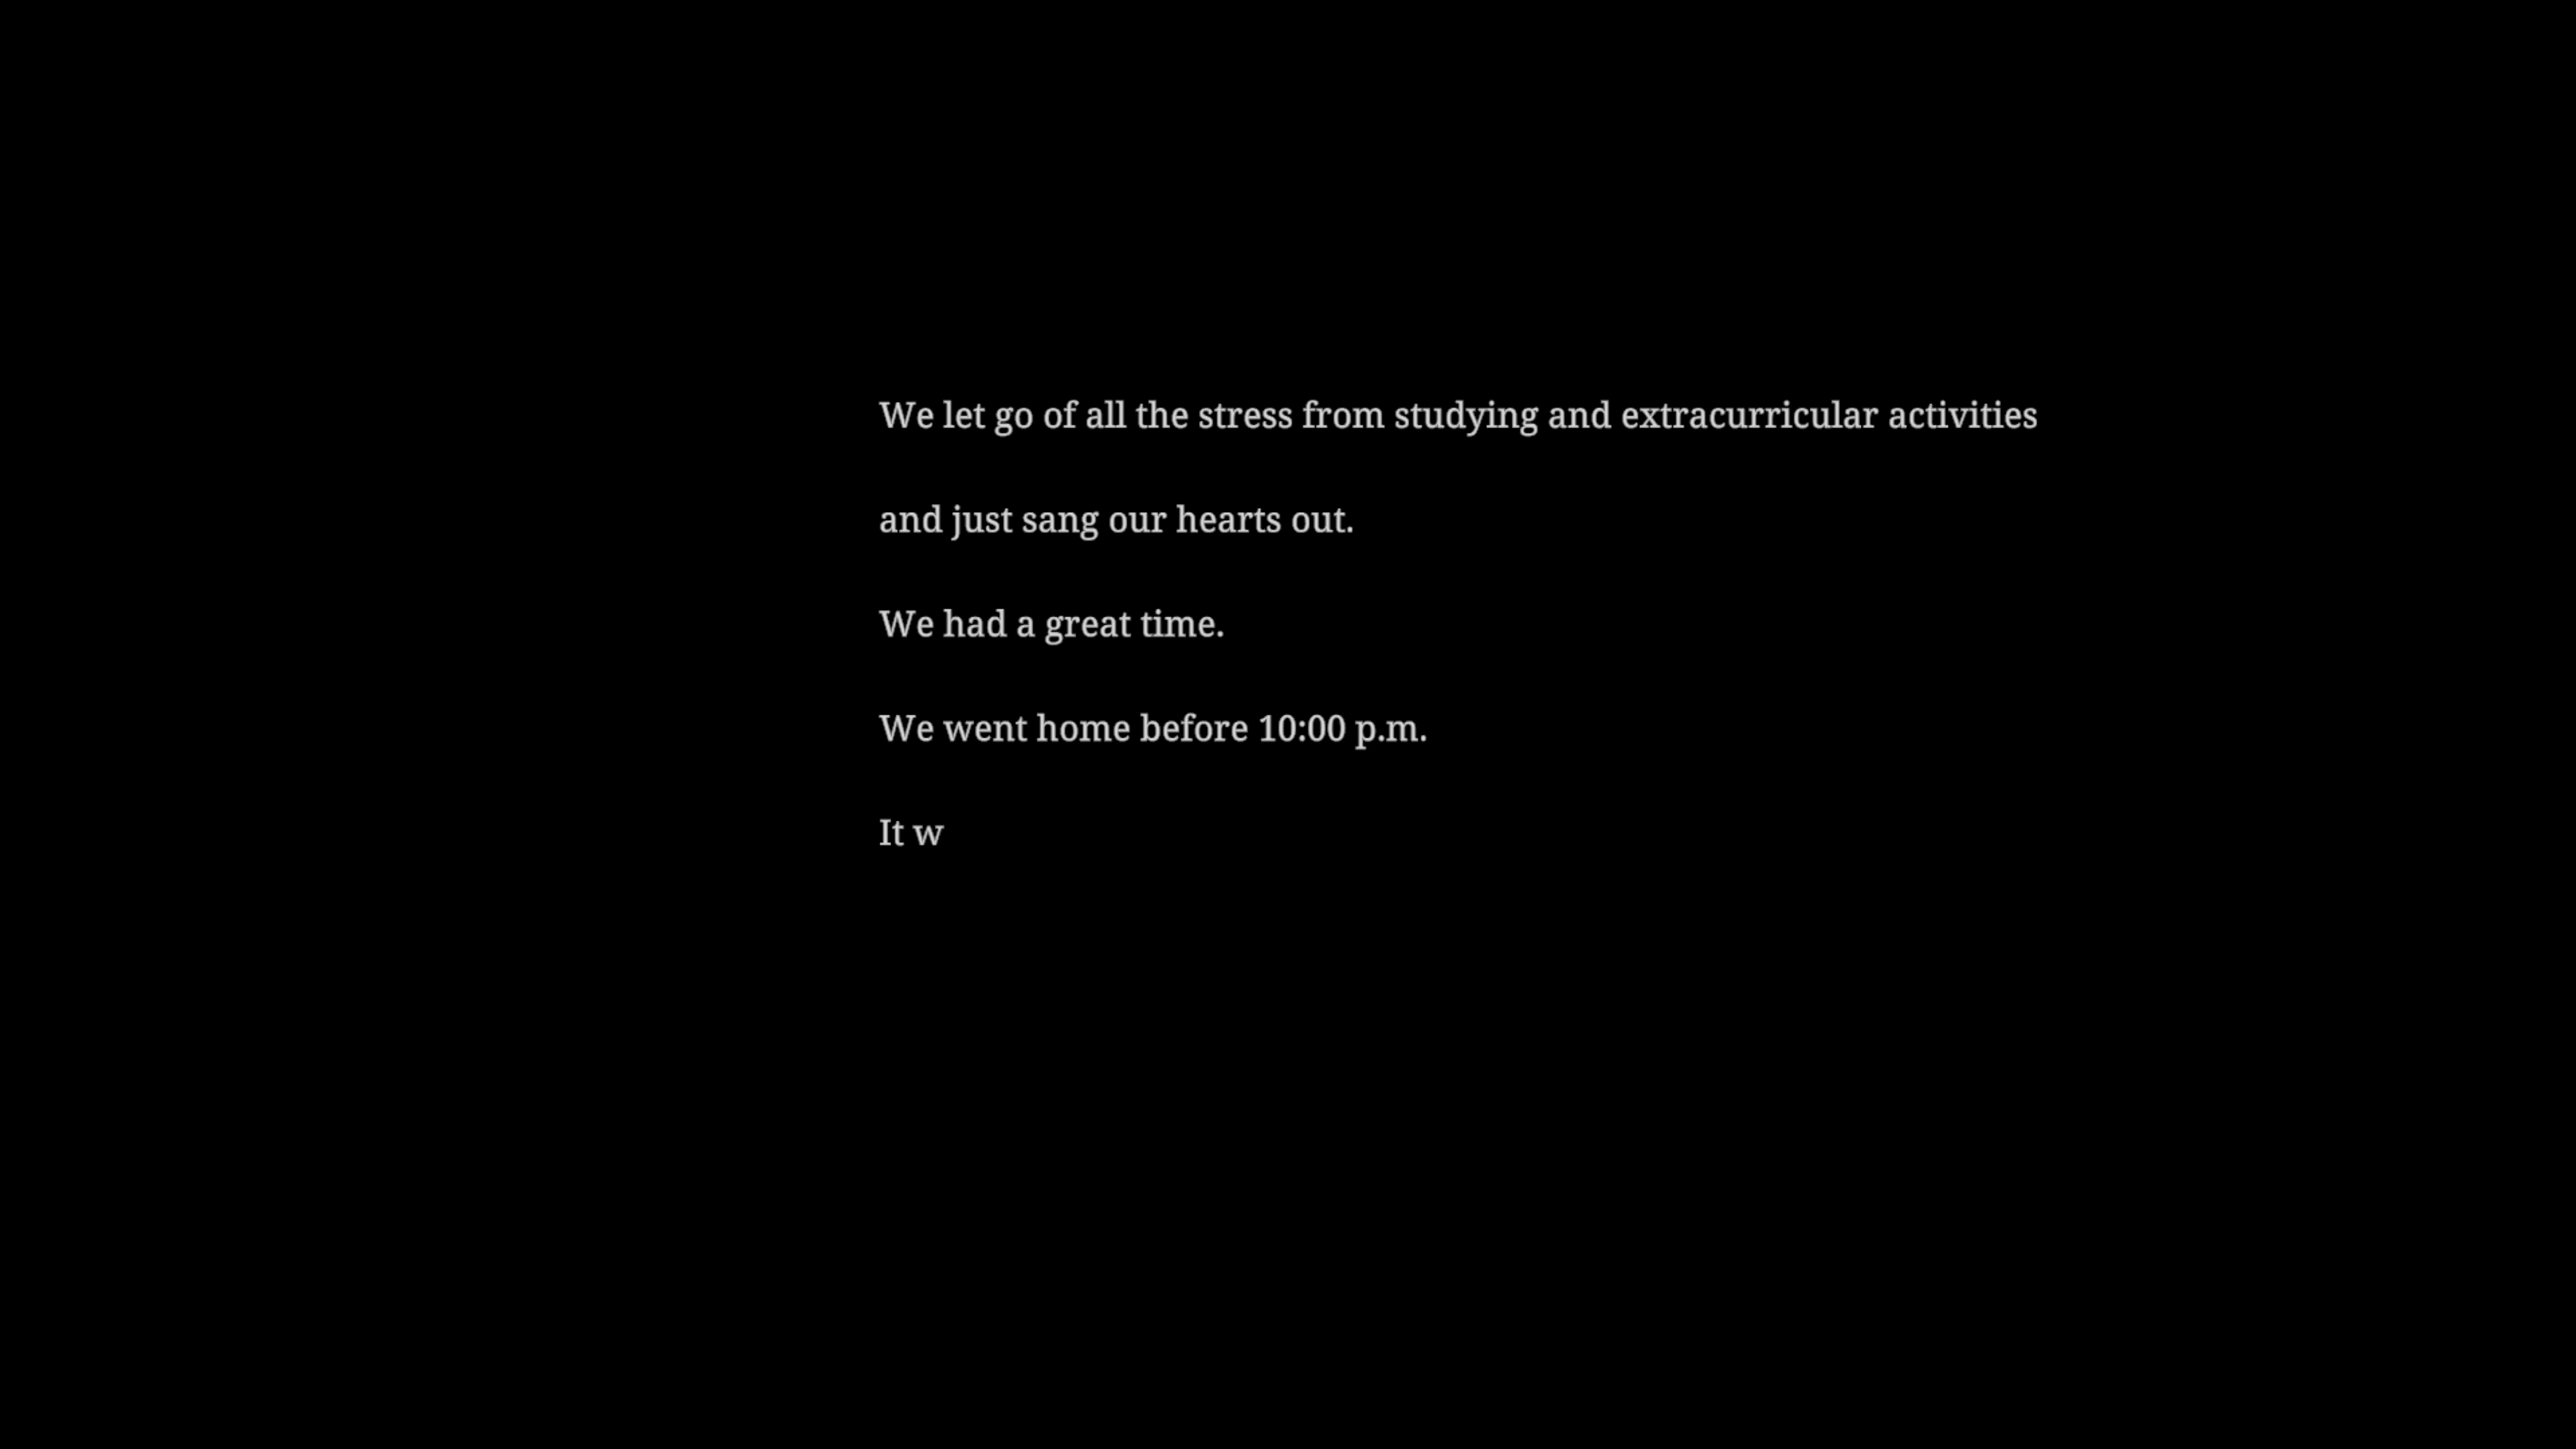 We let go of all the stress from studying and extracurricular activities
and just sang our hearts out.
We had a great time.
We went home before 10:00 p.m.
It w